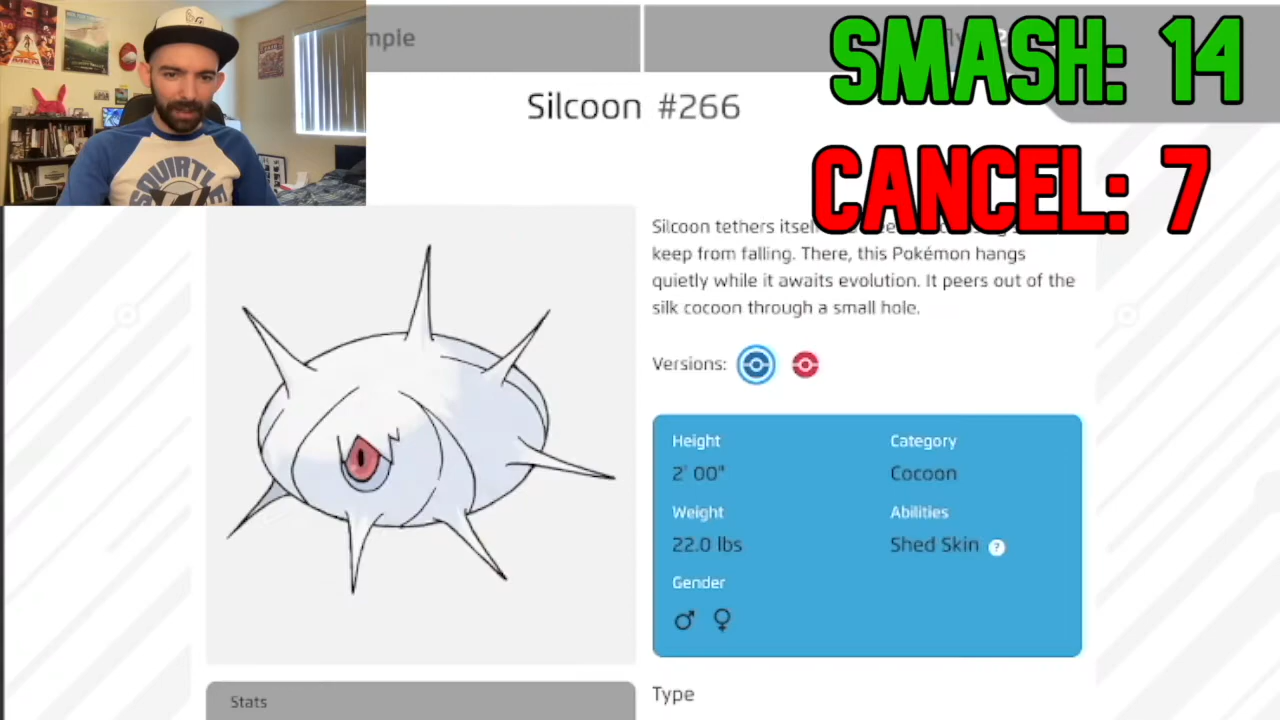 SMASH: 14
Silcoon #266
CANCEL: 7
SQUIRTLE
Silcoon tethers itself
keep from falling. There, this Pokémon hangs
quietly while it awaits evolution. It peers out of the
silk cocoon through a small hole.
Versions:
Height
Category
2' 00"
Cocoon
Weight
Abilities
22.0 lbs
Shed Skin ?
Gender
♂ ♀
Stats
Type